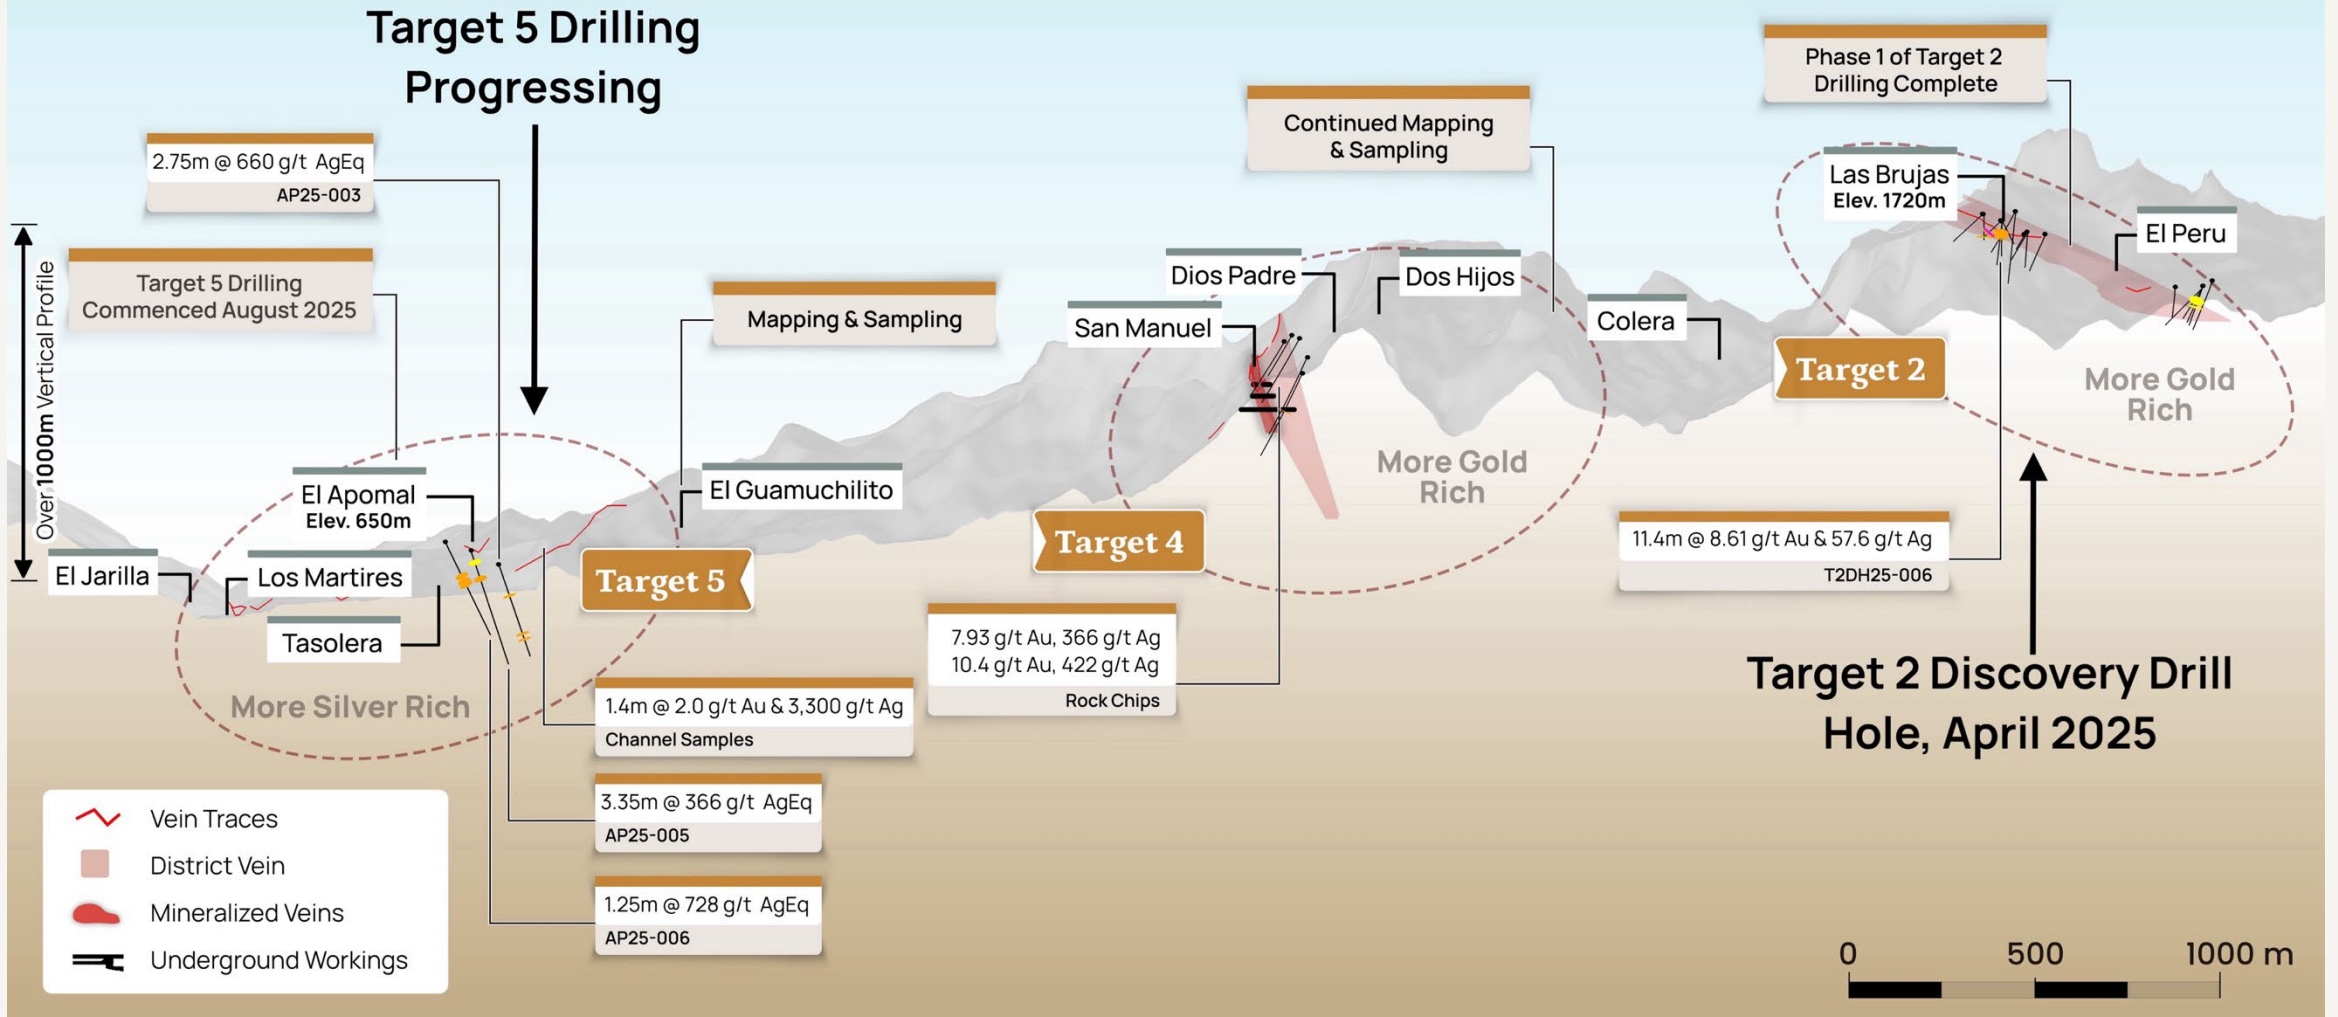 Target 5 Drilling
Progressing
Phase 1 of Target 2
Drilling Complete
Continued Mapping
& Sampling
2.75m @ 660 g/t AgEq
AP25-003
Las Brujas
Elev. 1720m
El Peru
Over 1000m Vertical Profile
Target 5 Drilling
Commenced August 2025
Mapping & Sampling
Dios Padre
Dos Hijos
San Manuel
Colera
Target 2
More Gold
Rich
More Gold
Rich
El Apomal
Elev. 650m
El Guamuchilito
Target 4
11.4m @ 8.61 g/t Au & 57.6 g/t Ag
T2DH25-006
El Jarilla
Los Martires
Target 5
Tasolera
7.93 g/t Au, 366 g/t Ag
10.4 g/t Au, 422 g/t Ag
Rock Chips
Target 2 Discovery Drill
Hole, April 2025
More Silver Rich
1.4m @ 2.0 g/t Au & 3,300 g/t Ag
Channel Samples
3.35m @ 366 g/t AgEq
AP25-005
1.25m @ 728 g/t AgEq
AP25-006
Vein Traces
District Vein
Mineralized Veins
Underground Workings
0 500 1000 m